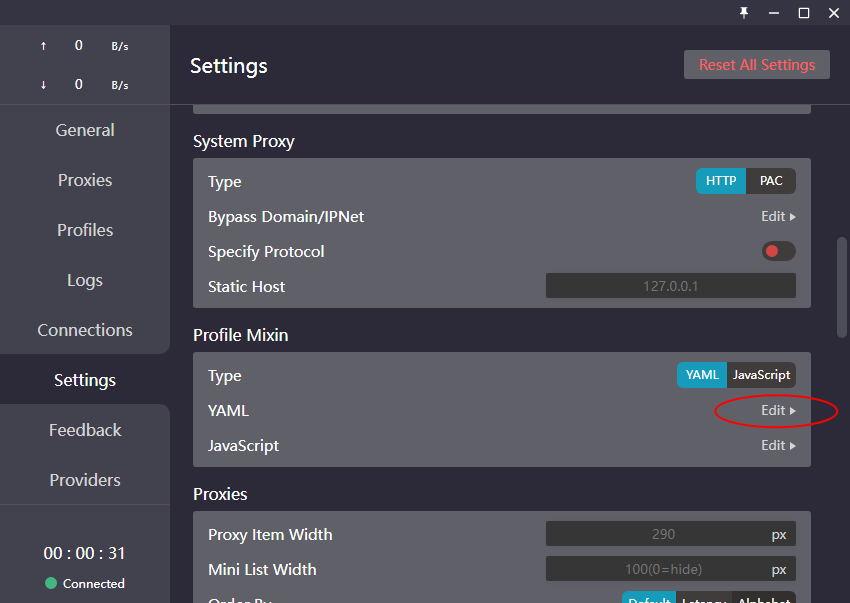 ↑ 0 B/s
↓ 0 B/s
General
Proxies
Profiles
Logs
Connections
Settings
Feedback
Providers
00 : 00 : 31
Connected
Settings
Reset All Settings
System Proxy
Type HTTP PAC
Bypass Domain/IPNet Edit
Specify Protocol
Static Host 127.0.0.1
Profile Mixin
Type YAML JavaScript
YAML Edit
JavaScript Edit
Proxies
Proxy Item Width 290 px
Mini List Width 100(0=hide) px
Order By Default Latency Alphabet